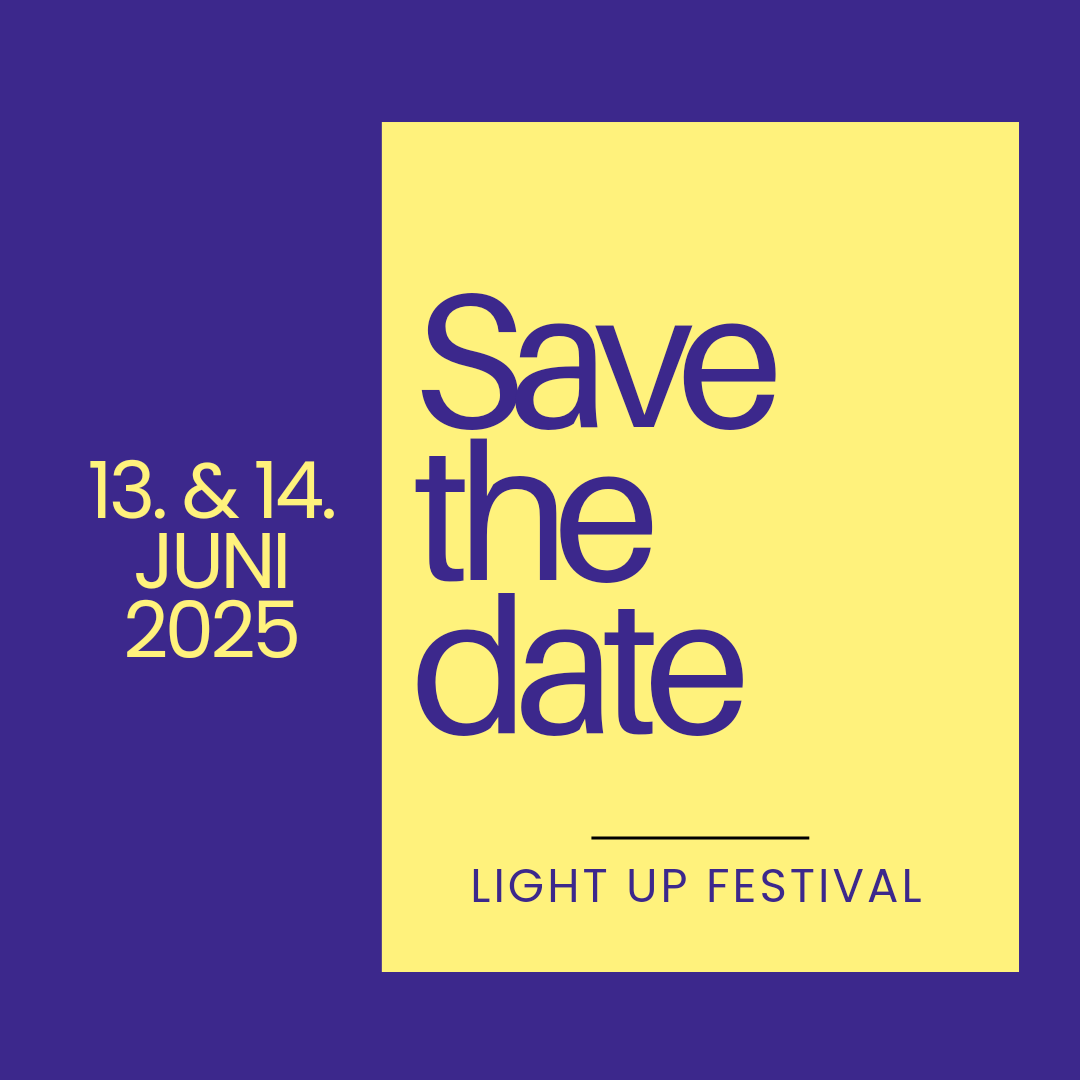 13. & 14.
JUNI
2025
Save
the
date
LIGHT UP FESTIVAL